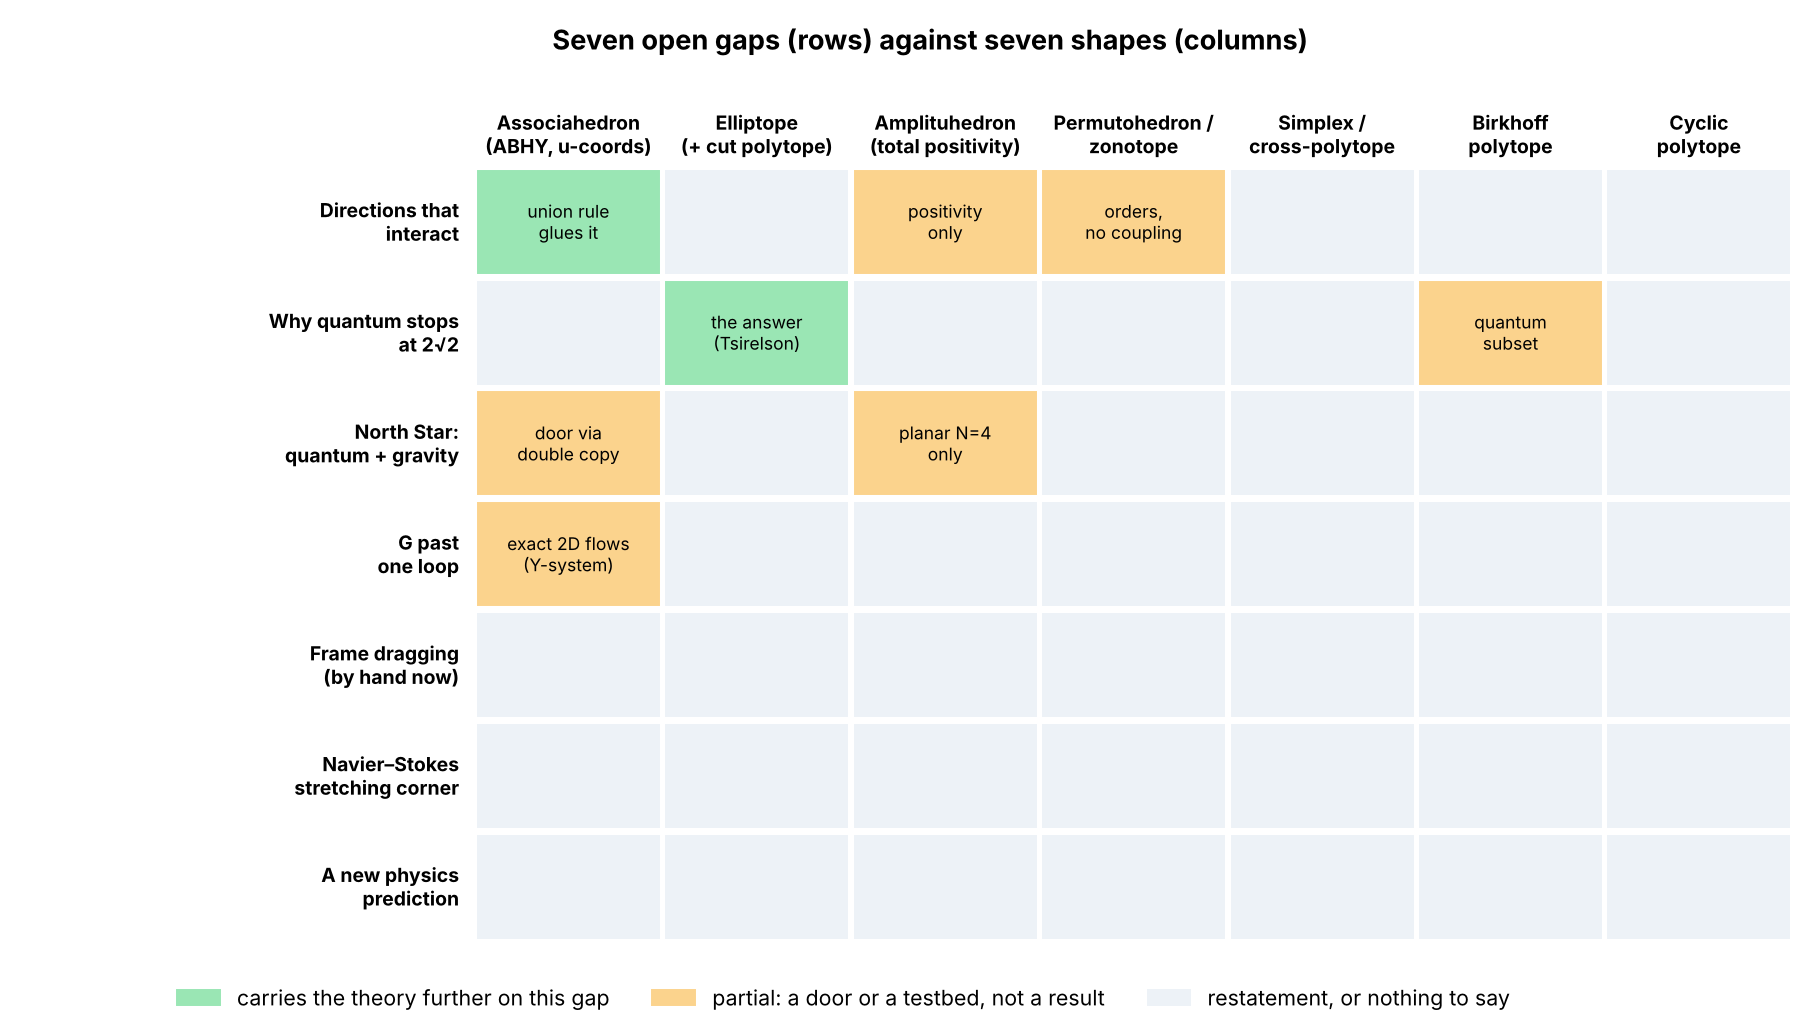 Seven open gaps (rows) against seven shapes (columns)
Associahedron
(ABHY, u-coords)
Elliptope
(+ cut polytope)
Amplituhedron
(total positivity)
Permutohedron /
zonotope
Simplex /
cross-polytope
Birkhoff
polytope
Cyclic
polytope
Directions that
interact
union rule
glues it
positivity
only
orders,
no coupling
Why quantum stops
at 2√2
the answer
(Tsirelson)
quantum
subset
North Star:
quantum + gravity
door via
double copy
planar N=4
only
G past
one loop
exact 2D flows
(Y-system)
Frame dragging
(by hand now)
Navier–Stokes
stretching corner
A new physics
prediction
carries the theory further on this gap
partial: a door or a testbed, not a result
restatement, or nothing to say